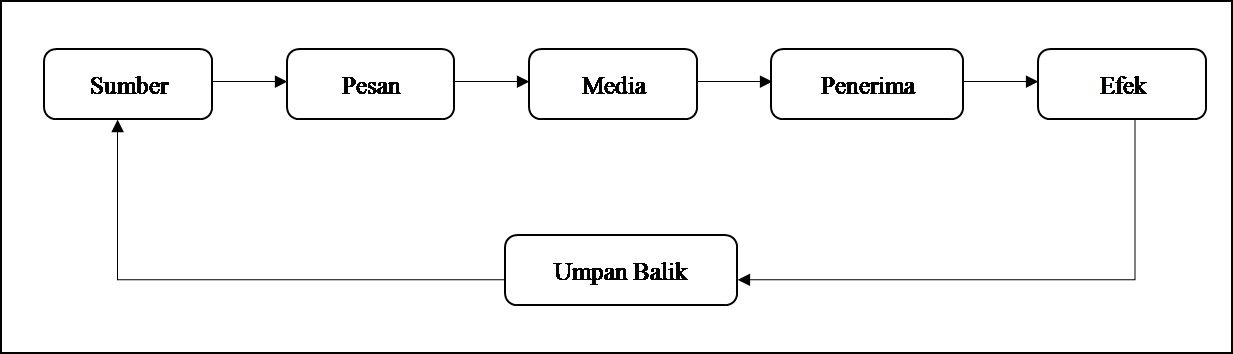 Sumber
Pesan
Media
Penerima
Efek
Umpan Balik